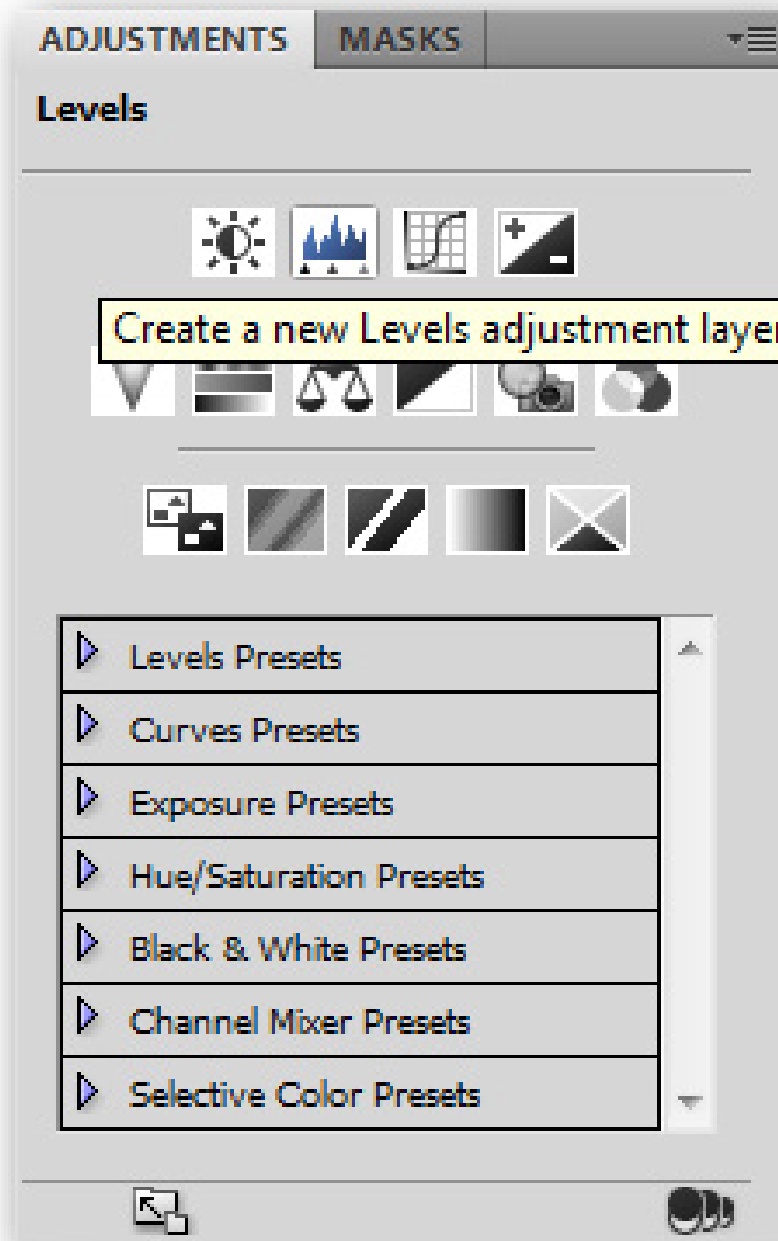 ADJUSTMENTS MASKS
Levels
Create a new Levels adjustment layer
Levels Presets
Curves Presets
Exposure Presets
Hue/Saturation Presets
Black & White Presets
Channel Mixer Presets
Selective Color Presets